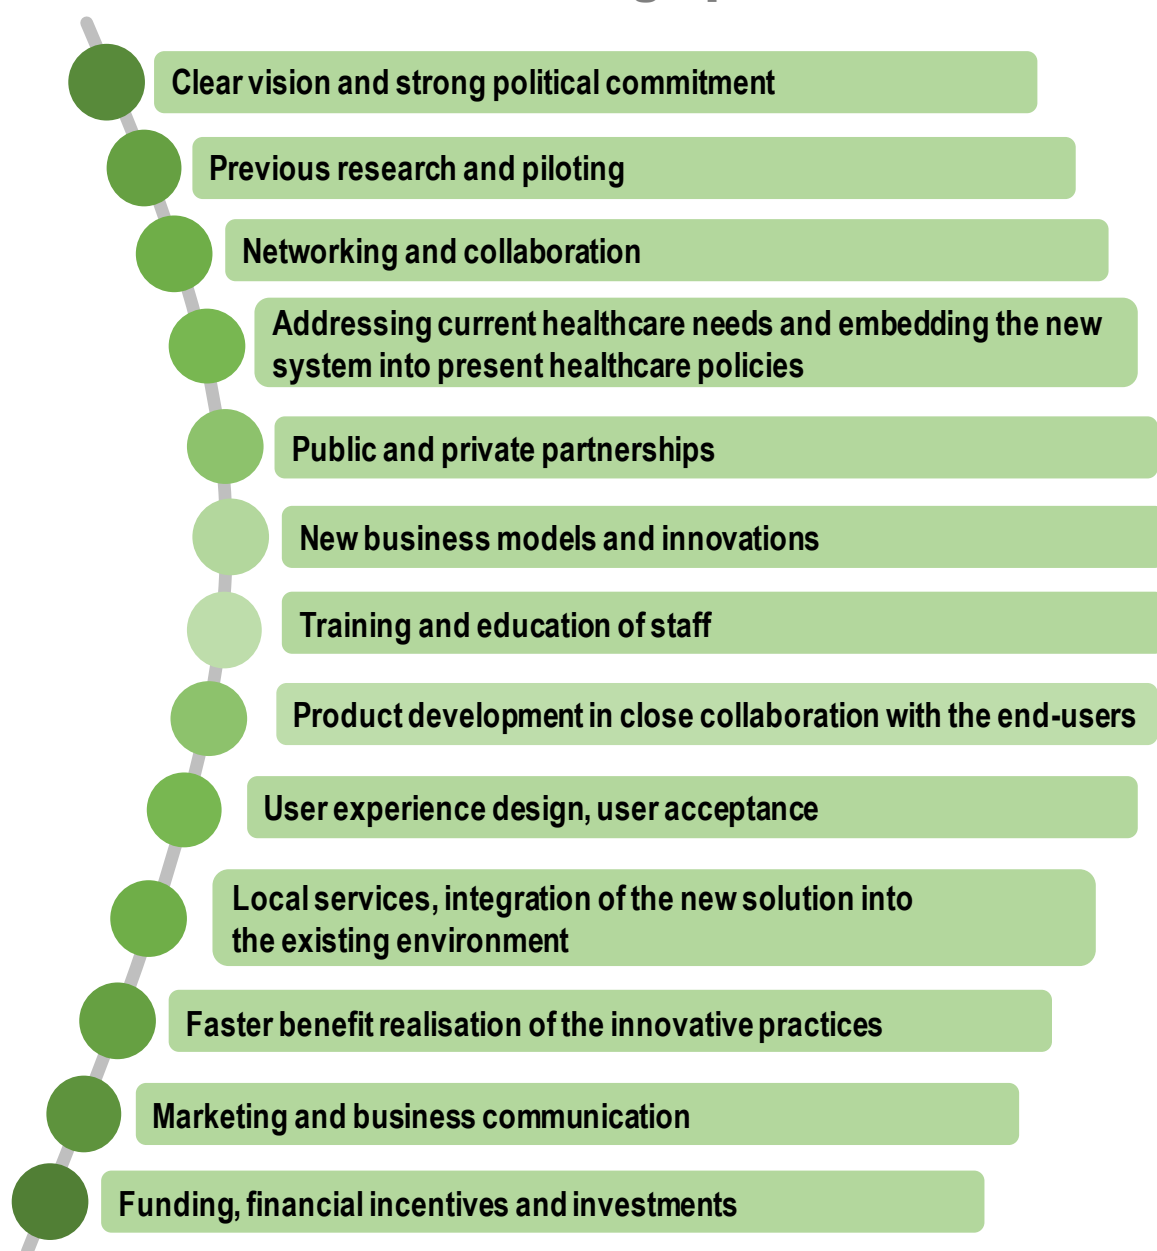 Clear vision and strong political commitment
Previous research and piloting
Networking and collaboration
Addressing current healthcare needs and embedding the new
system into present healthcare policies
Public and private partnerships
New business models and innovations
Training and education of staff
Product development in close collaboration with the end-users
User experience design, user acceptance
Local services, integration of the new solution into
the existing environment
Faster benefit realisation of the innovative practices
Marketing and business communication
Funding, financial incentives and investments